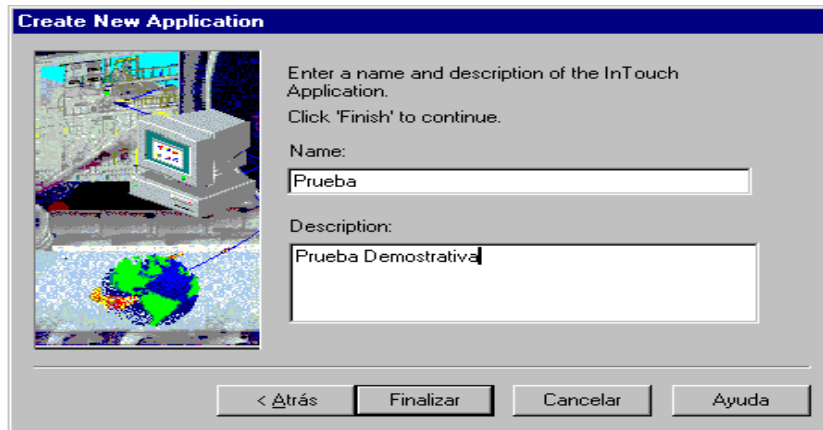 Create New Application
Enter a name and description of the InTouch
Application.
Click 'Finish' to continue.
Name:
Prueba
Description:
Prueba Demostrativa
< Atrás
Finalizar
Cancelar
Ayuda